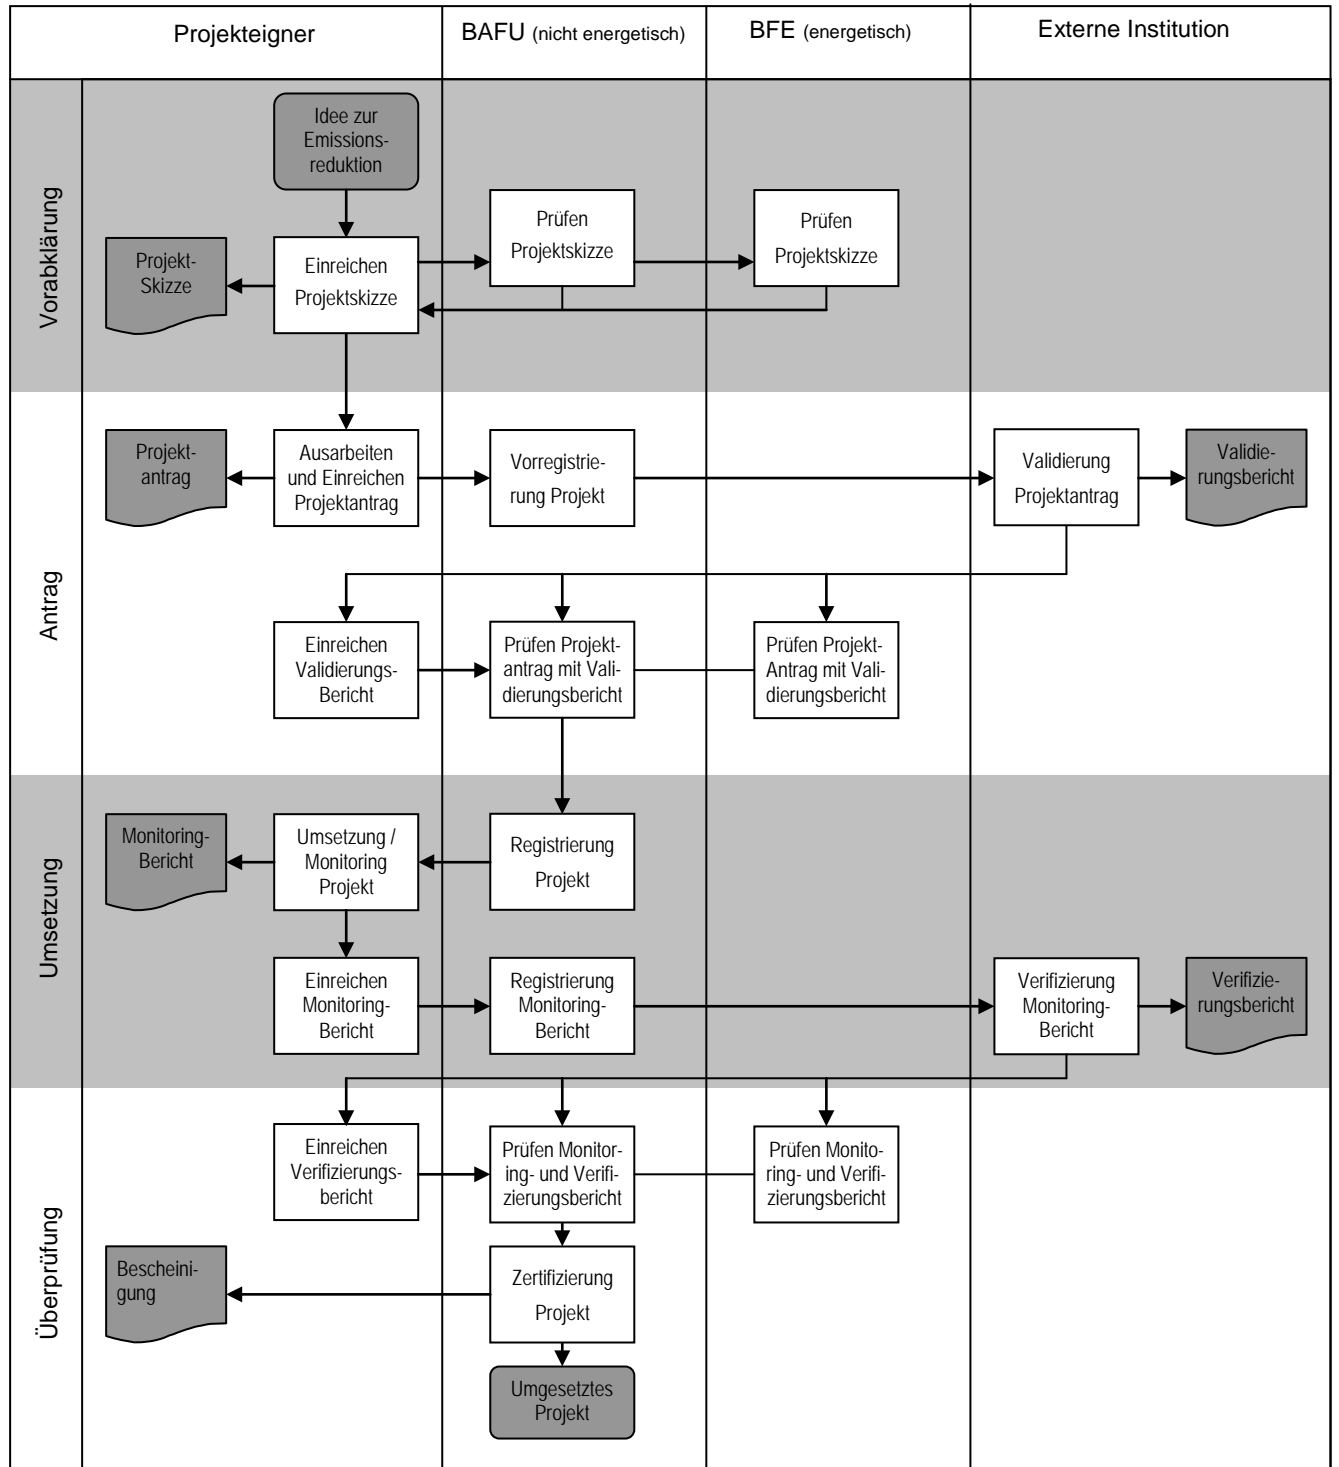 Projekteigner
BAFU (nicht energetisch)
BFE (energetisch)
Externe Institution
Vorabklärung
Idee zur
Emissions-
reduktion
Projekt-
Skizze
Einreichen
Projektskizze
Prüfen
Projektskizze
Prüfen
Projektskizze
Antrag
Projekt-
antrag
Ausarbeiten
und Einreichen
Projektantrag
Vorregistrie-
rung Projekt
Validierung
Projektantrag
Validie-
rungsbericht
Einreichen
Validierungs-
Bericht
Prüfen Projekt-
antrag mit Vali-
dierungsbericht
Prüfen Projekt-
Antrag mit Vali-
dierungsbericht
Umsetzung
Monitoring-
Bericht
Umsetzung /
Monitoring
Projekt
Registrierung
Projekt
Einreichen
Monitoring-
Bericht
Registrierung
Monitoring-
Bericht
Verifizierung
Monitoring-
Bericht
Verifizie-
rungsbericht
Überprüfung
Einreichen
Verifizierungs-
bericht
Prüfen Monitor-
ing- und Verifi-
zierungsbericht
Prüfen Monito-
ring- und Verifi-
zierungsbericht
Bescheini-
gung
Zertifizierung
Projekt
Umgesetztes
Projekt